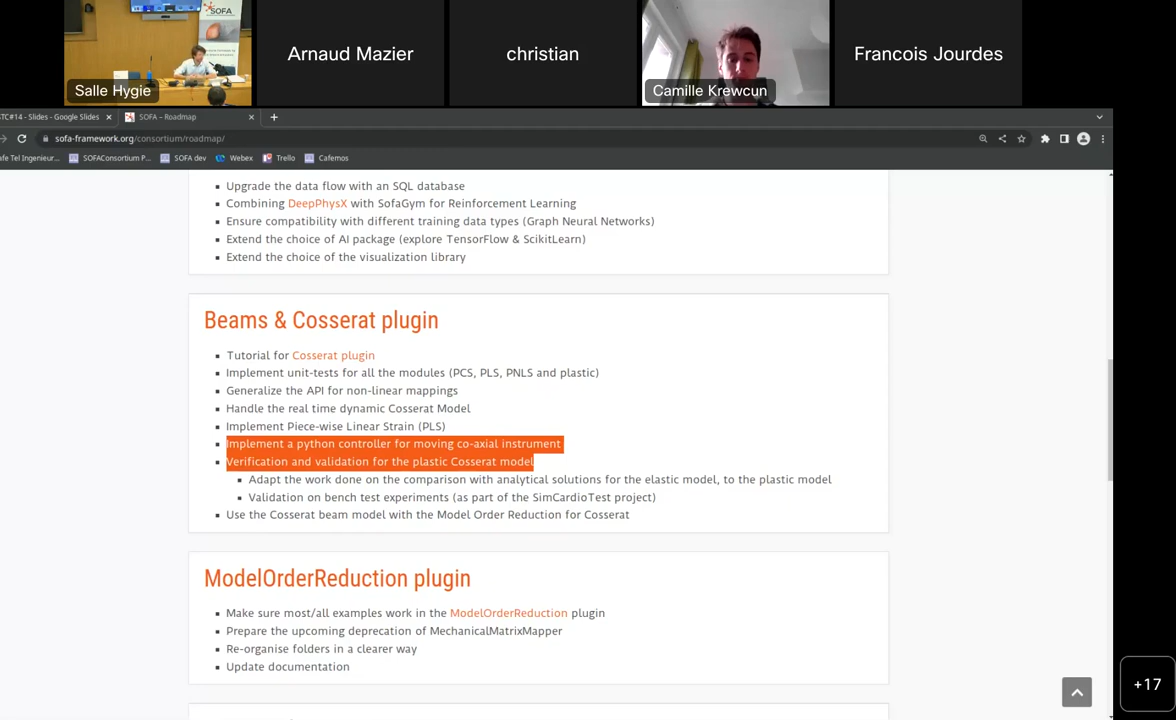 SOFA
Salle Hygie
Arnaud Mazier
christian
Camille Krewcun
Francois Jourdes
TC#14 - Slides - Google Slides
SOFA – Roadmap
sofa-framework.org/consortium/roadmap/
afe Tel Ingenieur...
SOFAConsortium P...
SOFA dev
Webex
Trello
Cafemos
Upgrade the data flow with an SQL database
Combining DeepPhysX with SofaGym for Reinforcement Learning
Ensure compatibility with different training data types (Graph Neural Networks)
Extend the choice of AI package (explore TensorFlow & ScikitLearn)
Extend the choice of the visualization library
Beams & Cosserat plugin
Tutorial for Cosserat plugin
Implement unit-tests for all the modules (PCS, PLS, PNLS and plastic)
Generalize the API for non-linear mappings
Handle the real time dynamic Cosserat Model
Implement Piece-wise Linear Strain (PLS)
Implement a python controller for moving co-axial instrument
Verification and validation for the plastic Cosserat model
Adapt the work done on the comparison with analytical solutions for the elastic model, to the plastic model
Validation on bench test experiments (as part of the SimCardioTest project)
Use the Cosserat beam model with the Model Order Reduction for Cosserat
ModelOrderReduction plugin
Make sure most/all examples work in the ModelOrderReduction plugin
Prepare the upcoming deprecation of MechanicalMatrixMapper
Re-organise folders in a clearer way
Update documentation
+17